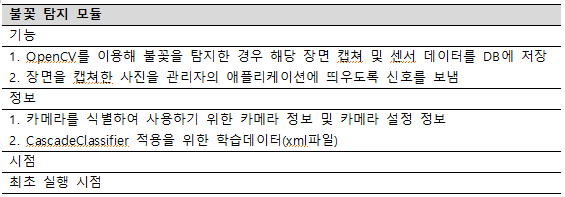 불꽃 탐지 모듈
기능
1. OpenCV를 이용해 불꽃을 탐지한 경우 해당 장면 캡쳐 및 센서 데이터를 DB에 저장
2. 장면을 캡쳐한 사진을 관리자의 애플리케이션에 띄우도록 신호를 보냄
정보
1. 카메라를 식별하여 사용하기 위한 카메라 정보 및 카메라 설정 정보
2. CascadeClassifier 적용을 위한 학습데이터(xml파일)
시점
최초 실행 시점